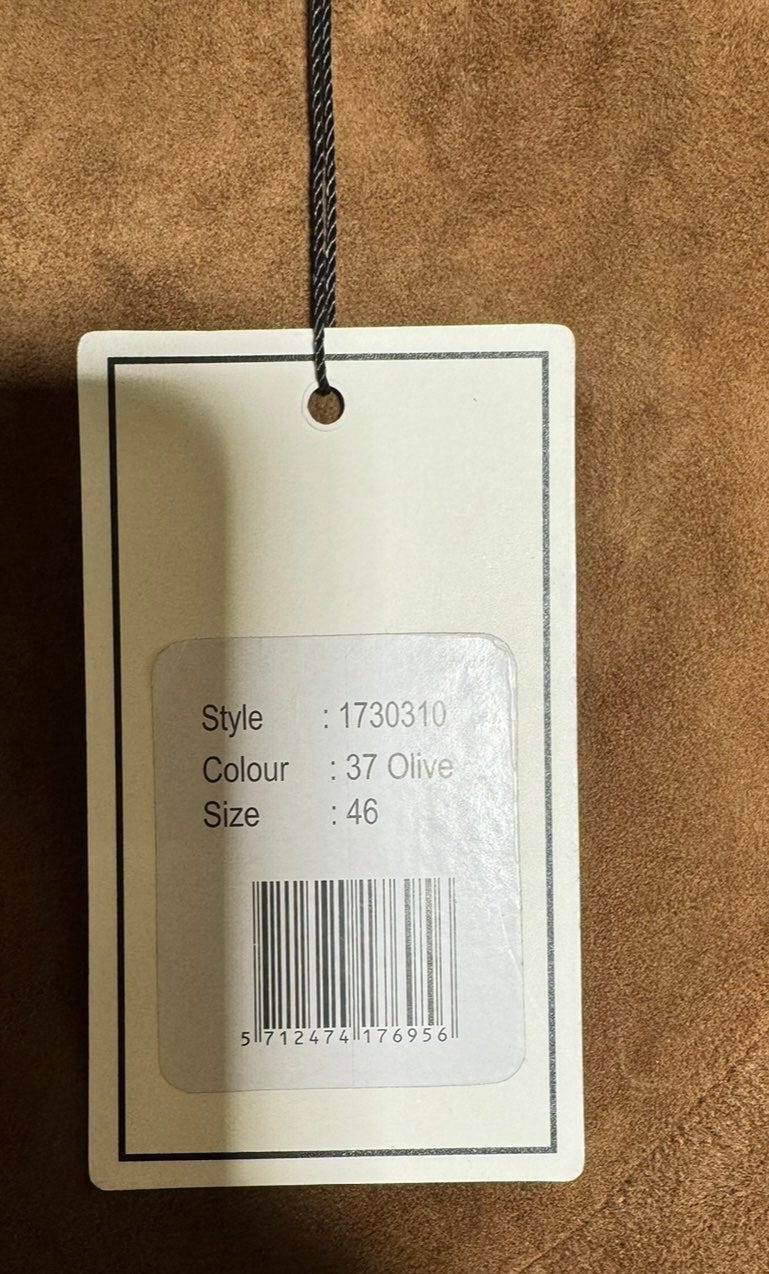 Style : 1730310
Colour : 37 Olive
Size : 46
5 712474 176956